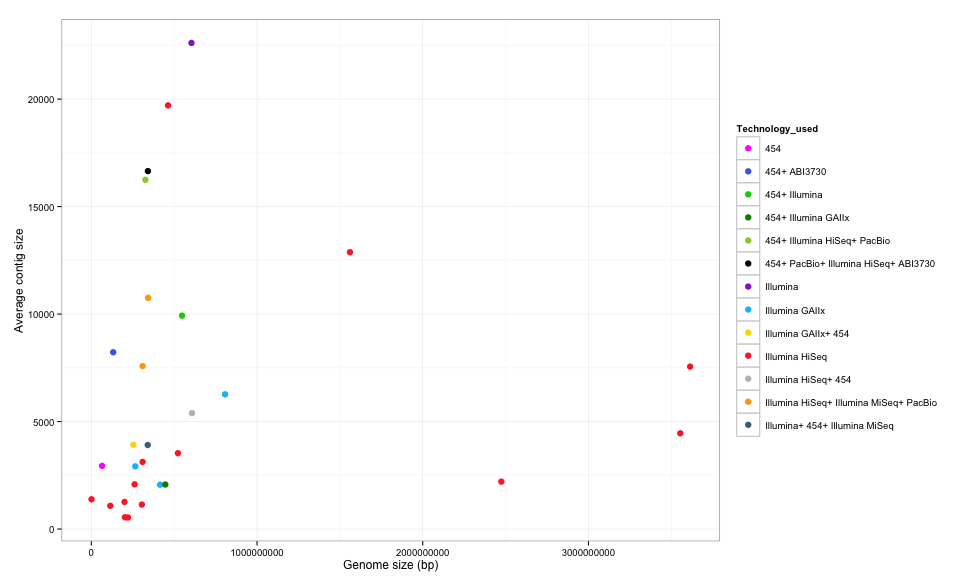 20000
15000
10000
5000
0
Average contig size
0
1000000000
2000000000
3000000000
Genome size (bp)
Technology_used
454
454+ ABI3730
454+ Illumina
454+ Illumina GAIIx
454+ Illumina HiSeq+ PacBio
454+ PacBio+ Illumina HiSeq+ ABI3730
Illumina
Illumina GAIIx
Illumina GAIIx+ 454
Illumina HiSeq
Illumina HiSeq+ 454
Illumina HiSeq+ Illumina MiSeq+ PacBio
Illumina+ 454+ Illumina MiSeq